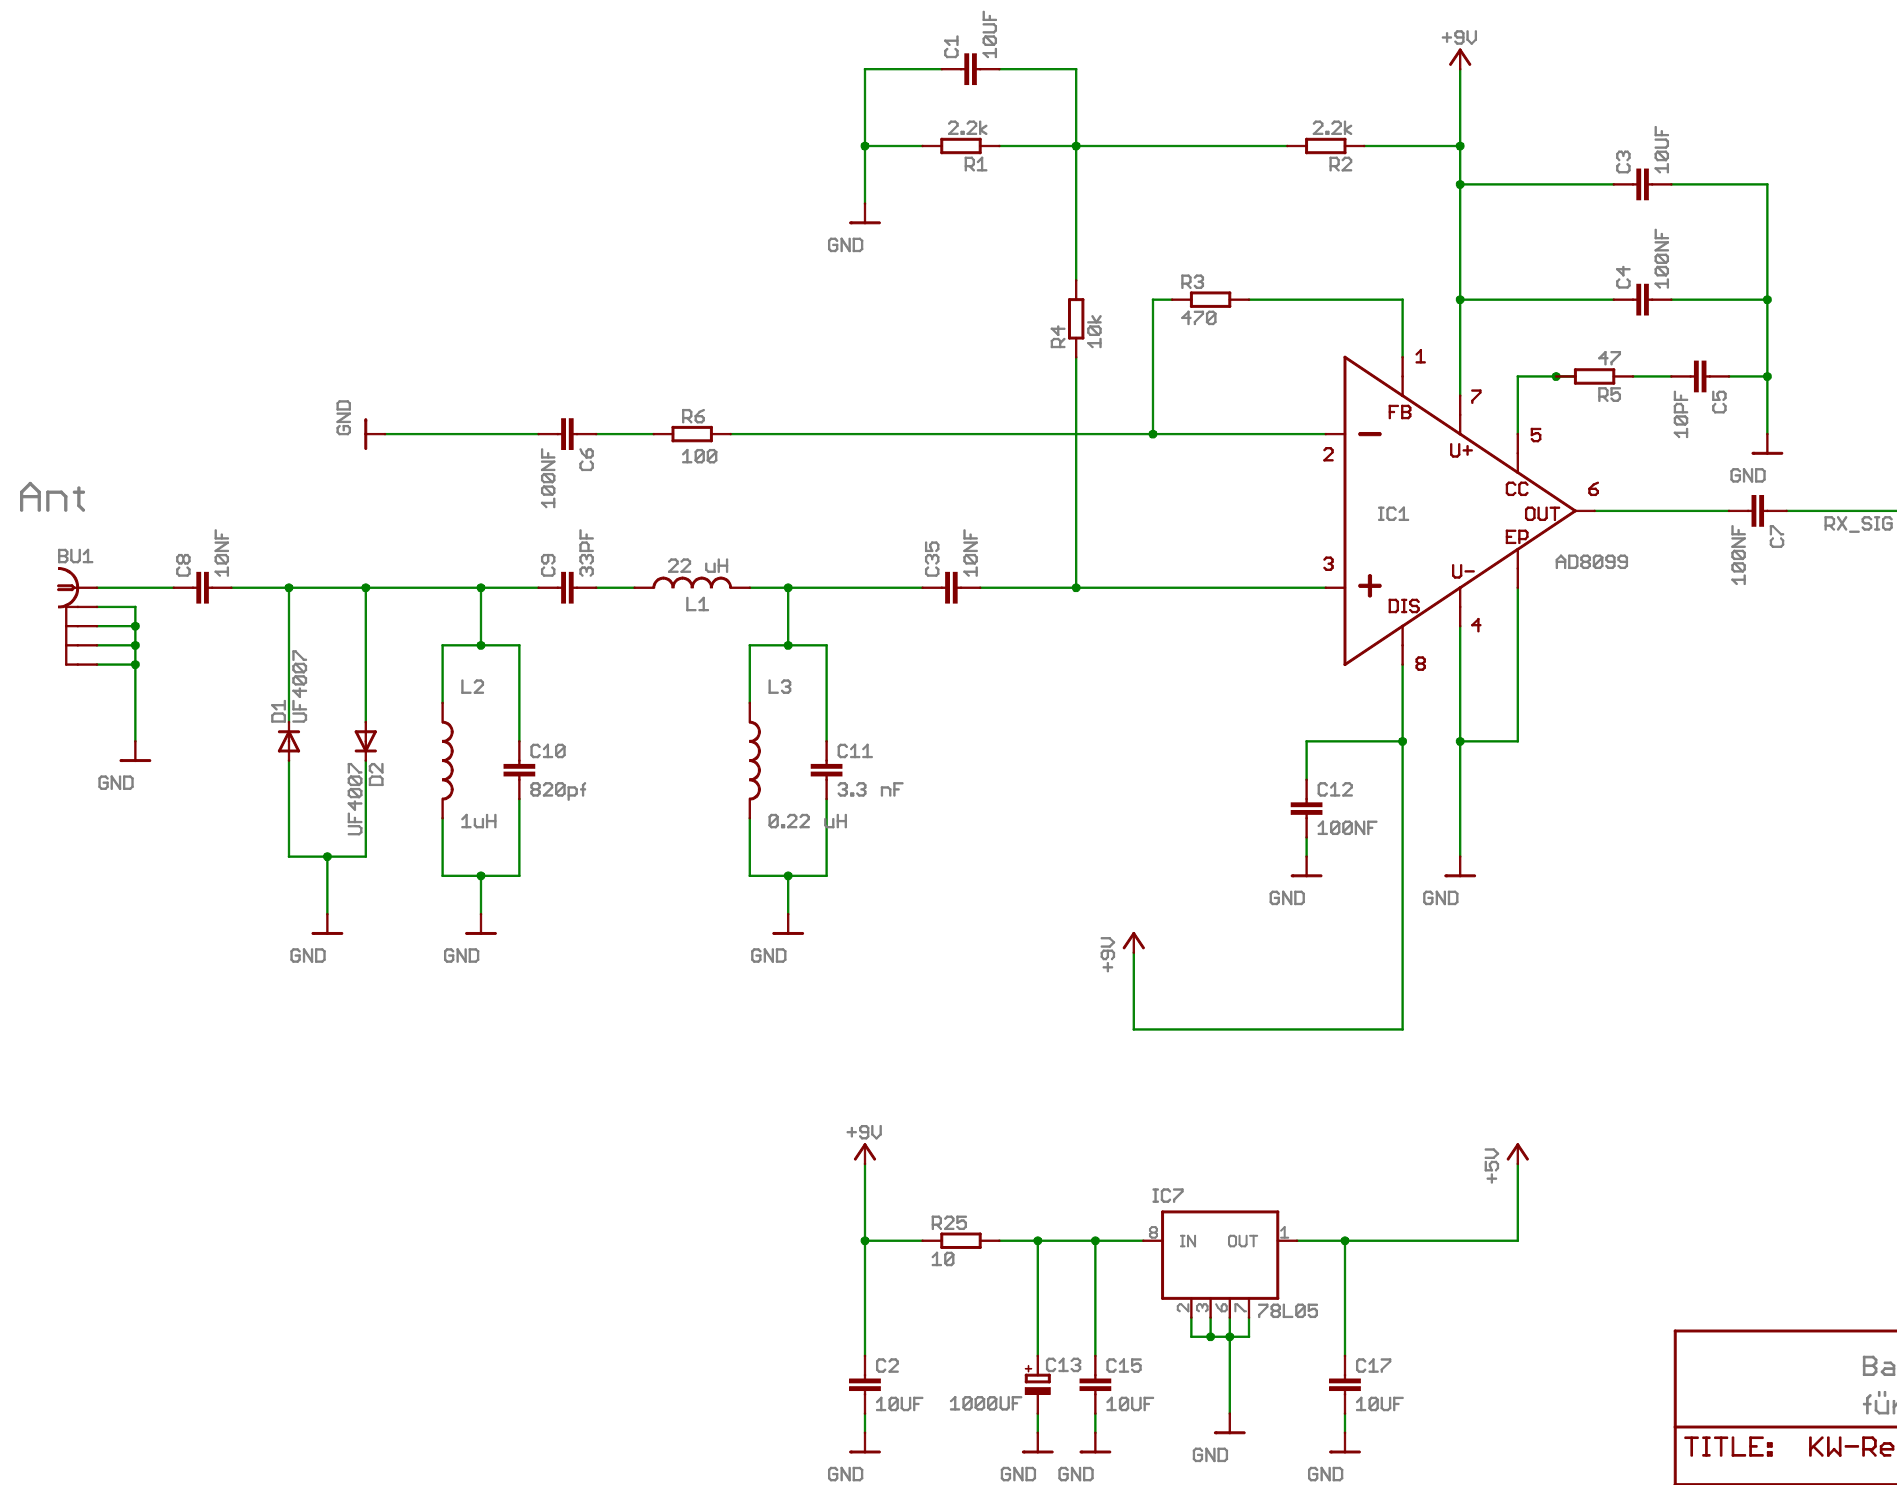 C1
10UF
+9V
2.2k
R1
2.2k
R2
C3
10UF
GND
C4
100NF
R3
470
R4
10k
1
47
R5
10PF
C5
FB
7
GND
R6
100
100NF
C6
2
U+
5
GND
Ant
CC
6
IC1
OUT
RX_SIG
EP
100NF
C7
BU1
C8
10NF
C9
33PF
22 uH
L1
C35
10NF
3
AD8099
U-
DIS
4
8
D1
UF4007
L2
L3
GND
UF4007
D2
C10
820pf
C11
3.3 nF
C12
100NF
1uH
0.22 uH
GND
GND
GND
GND
GND
+9V
+9V
+5V
IC7
R25
10
8
IN
OUT
1
2
3
6
7
78L05
C2
10UF
C13
+
1000UF
C15
10UF
C17
10UF
GND
GND
GND
GND
GND
Ba
TITLE: KW-Re